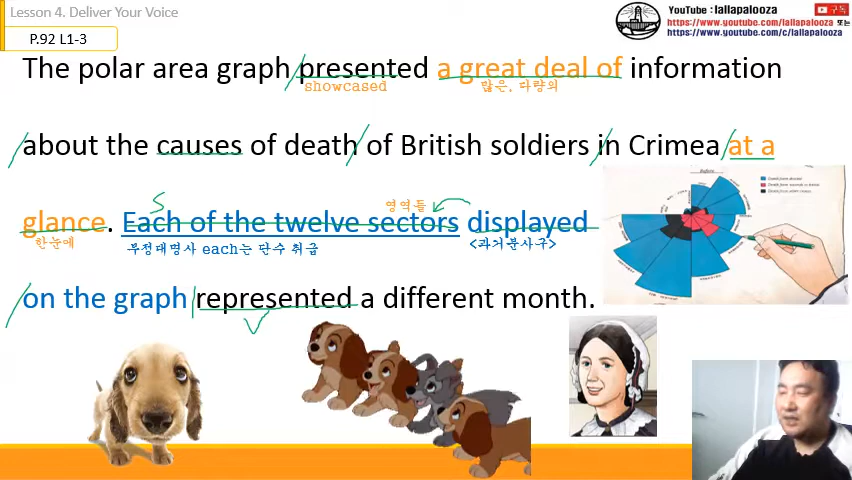 Lesson 4. Deliver Your Voice
YouTube : lallapalooza 구독
https://www.youtube.com/lallapalooza 또는
https://www.youtube.com/c/lallapalooza
P.92 L1-3
The polar area graph presented a great deal of information
showcased 많은, 다량의
about the causes of death of British soldiers in Crimea at a
영역들
glance. Each of the twelve sectors displayed
한눈에 부정대명사 each는 단수 취급 <과거분사구>
on the graph represented a different month.
S
V